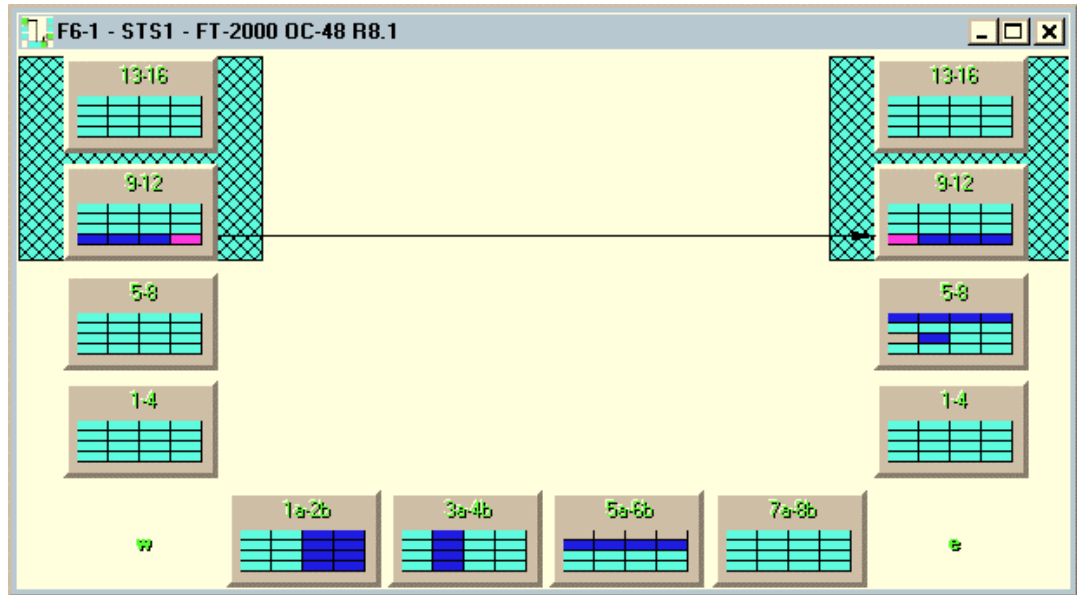 F6-1 - STS1 - FT-2000 OC-48 R8.1
13-16 13-16
9-12 9-12
5-8 5-8
1-4 1-4
1a-2b 3a-4b 5a-6b 7a-8b
w e